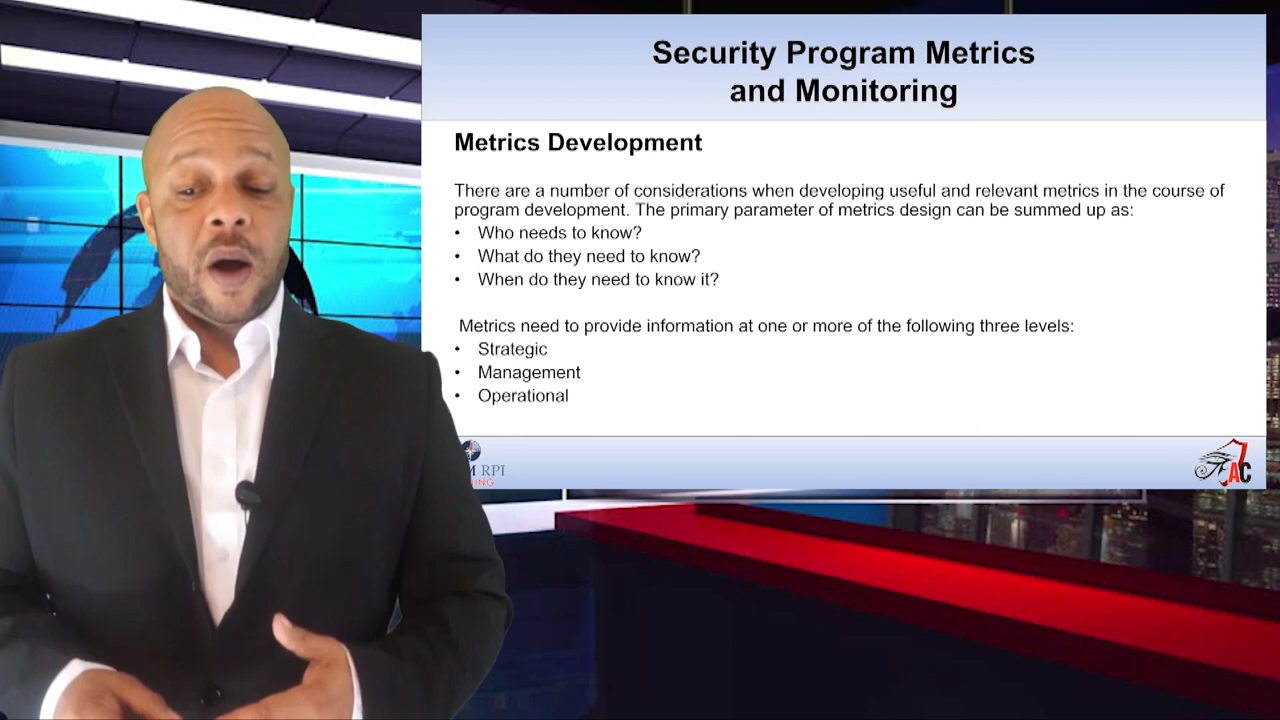 Security Program Metrics
and Monitoring
Metrics Development
There are a number of considerations when developing useful and relevant metrics in the course of
program development. The primary parameter of metrics design can be summed up as:
• Who needs to know?
• What do they need to know?
• When do they need to know it?
Metrics need to provide information at one or more of the following three levels:
• Strategic
• Management
• Operational
RPI
AC